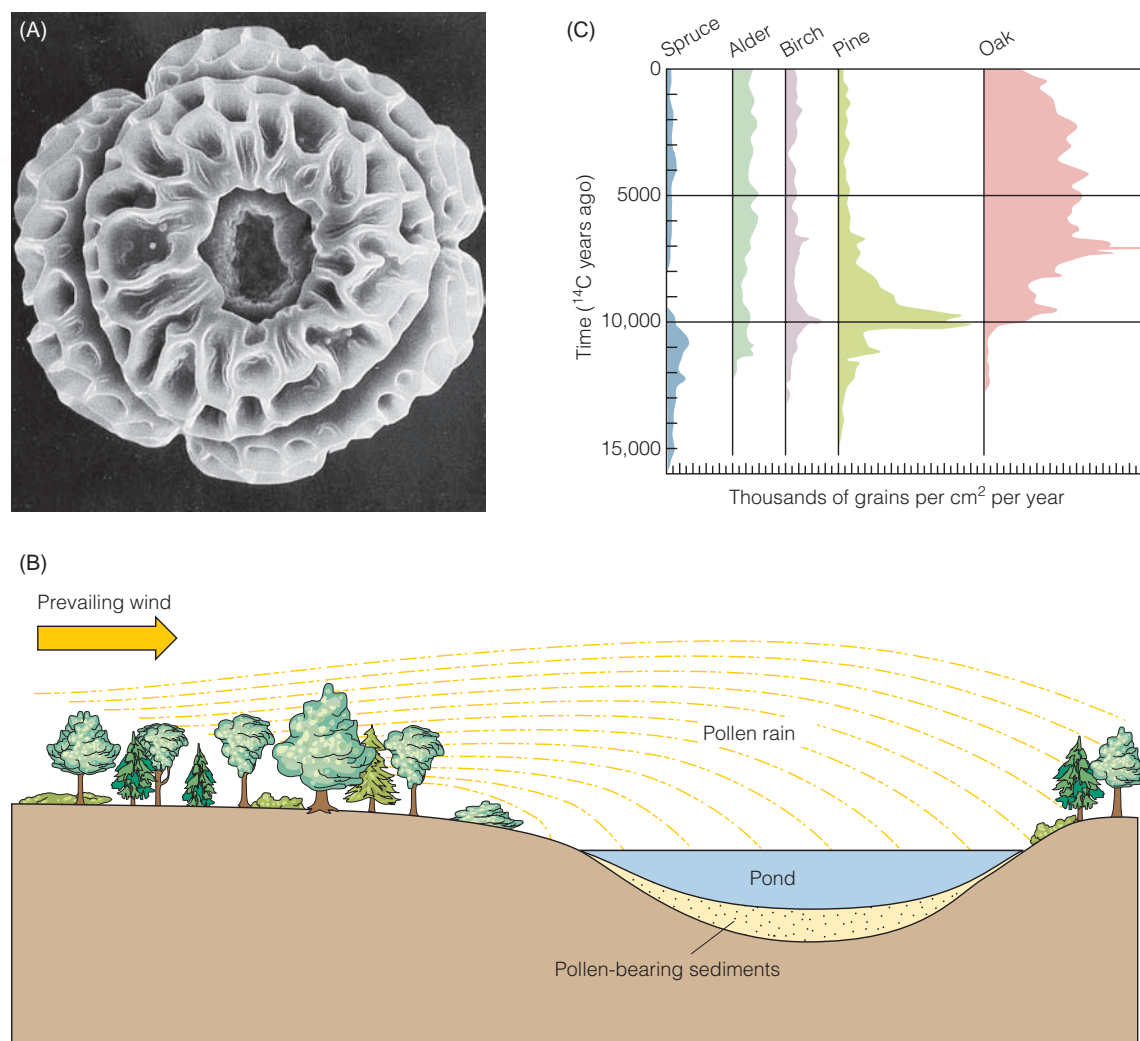 (A)
(C)
Spruce
Alder
Birch
Pine
Oak
0
5000
10,000
15,000
Time (¹⁴C years ago)
Thousands of grains per cm² per year
(B)
Prevailing wind
Pollen rain
Pond
Pollen-bearing sediments